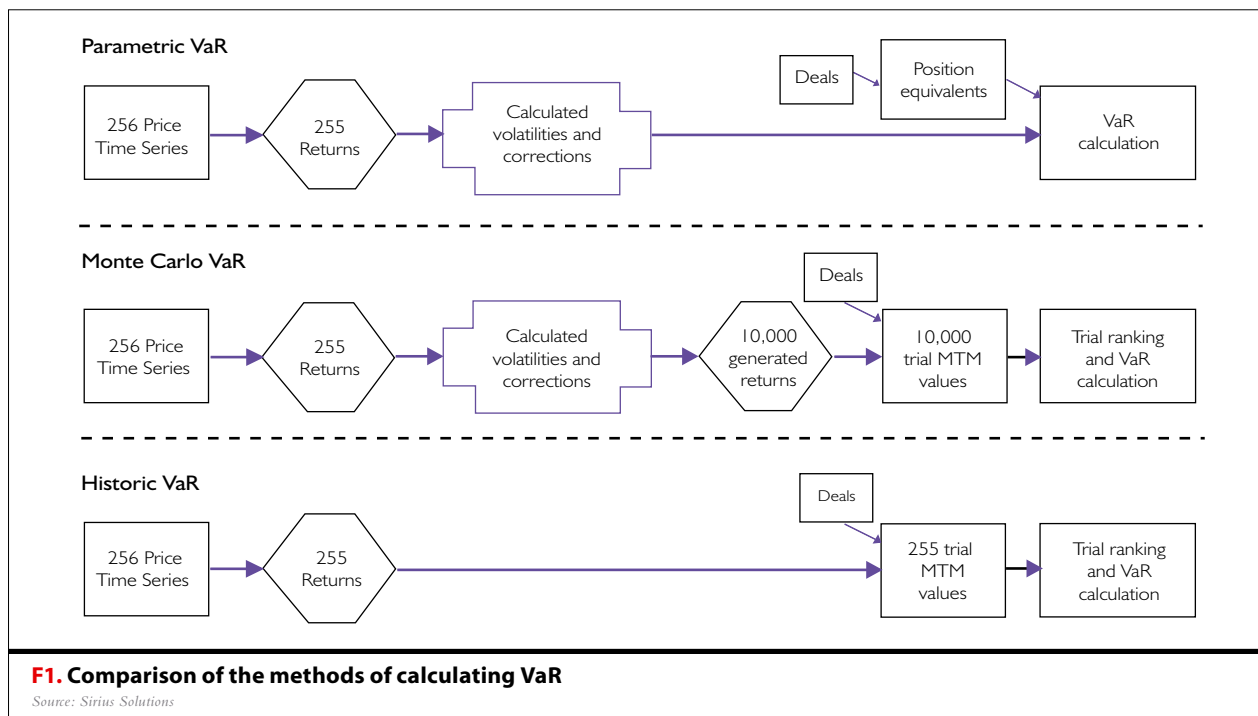 Parametric VaR
256 Price
Time Series
255
Returns
Calculated
volatilities and
corrections
Deals
Position
equivalents
VaR
calculation
Monte Carlo VaR
256 Price
Time Series
255
Returns
Calculated
volatilities and
corrections
10,000
generated
returns
Deals
10,000
trial MTM
values
Trial ranking
and VaR
calculation
Historic VaR
256 Price
Time Series
255
Returns
Deals
255 trial
MTM
values
Trial ranking
and VaR
calculation
F1. Comparison of the methods of calculating VaR
Source: Sirius Solutions